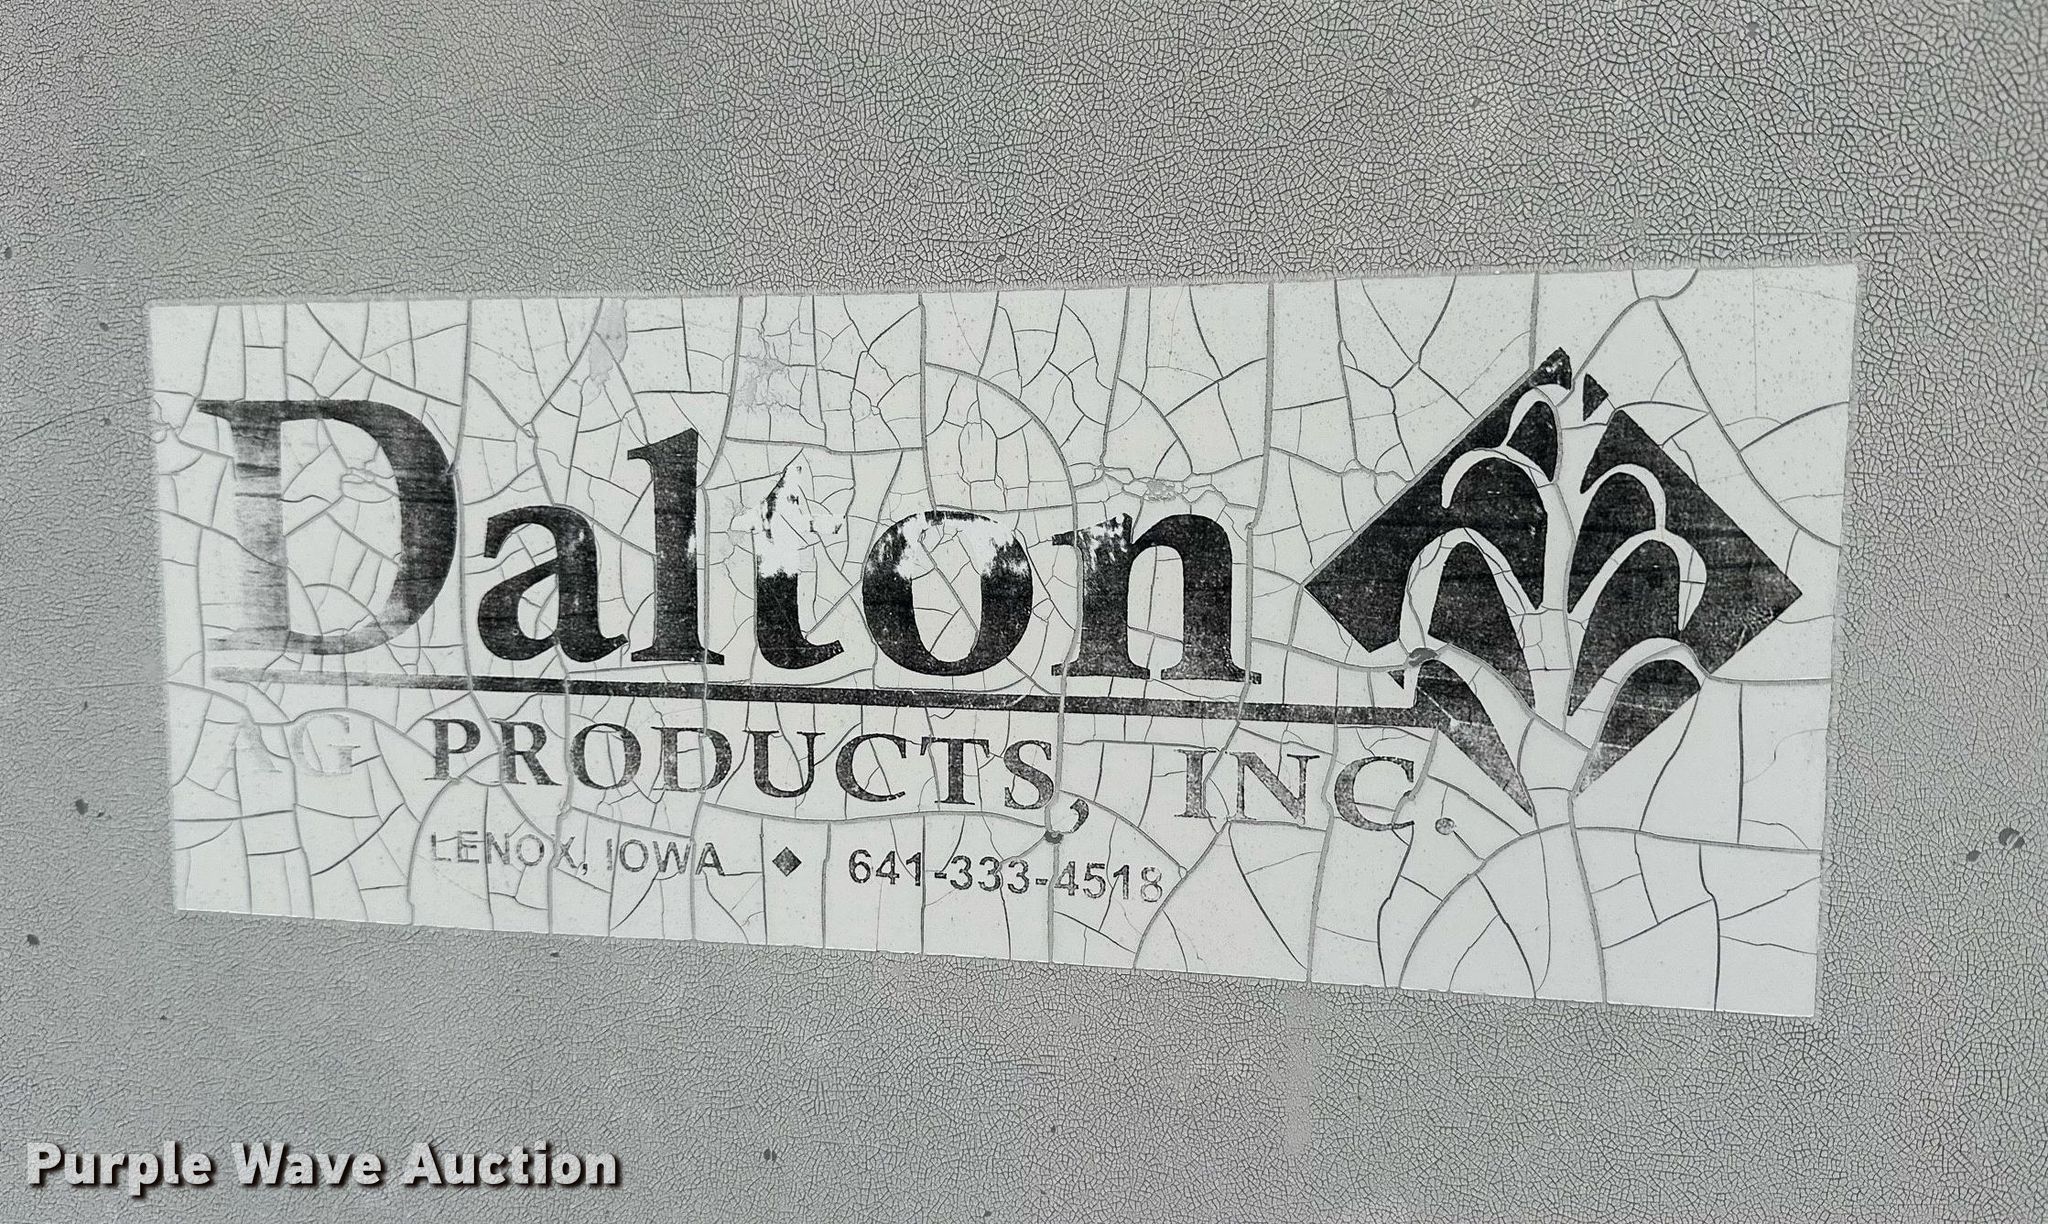 Dalton
AG PRODUCTS, INC.
LENOX, IOWA ◆ 641-333-4518
Purple Wave Auction